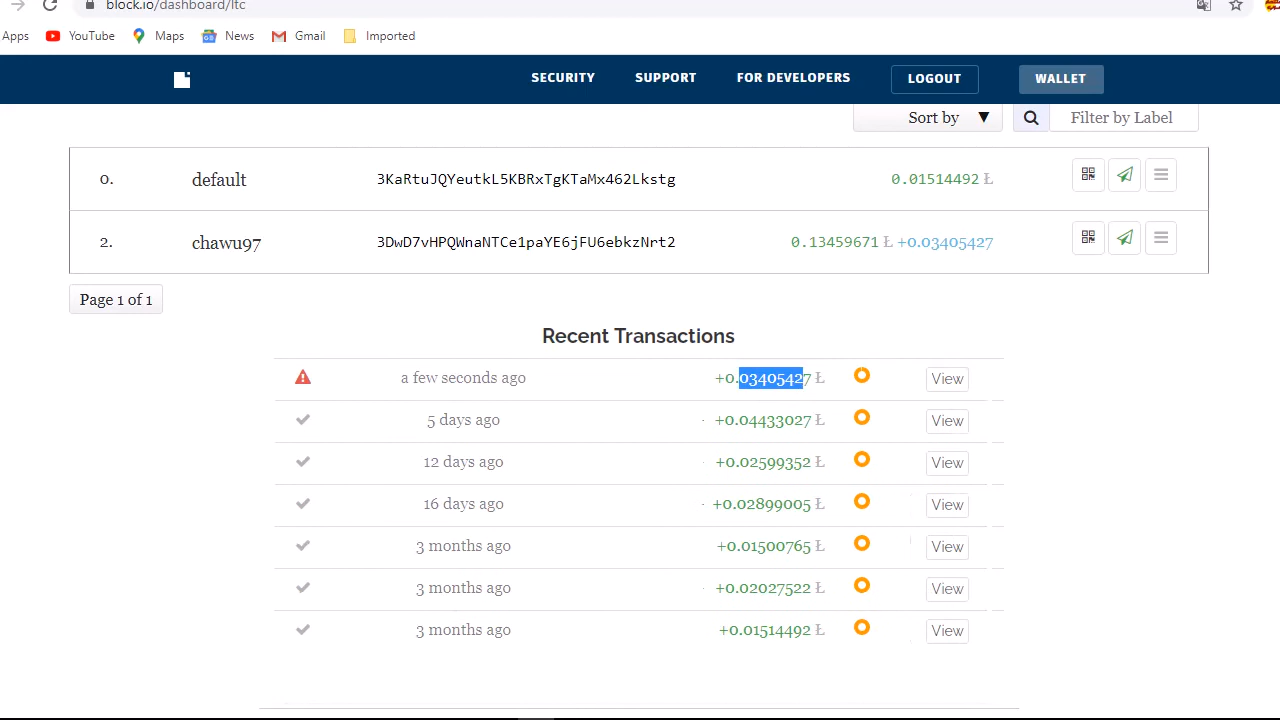 block.io/dashboard/ltc
Apps YouTube Maps News Gmail Imported
SECURITY SUPPORT FOR DEVELOPERS LOGOUT WALLET
Sort by ▼ Filter by Label
0. default 3KaRtwJQYeutkL5KBRxTgKTaMx462Lkstg 0.01514492 Ł
2. chawu97 3DwD7vHPQWnaNTCe1paYE6jFU6ebkzNrt2 0.13459671 Ł +0.03405427
Page 1 of 1
Recent Transactions
a few seconds ago +0.03405427 Ł View
5 days ago +0.04433027 Ł View
12 days ago +0.02599352 Ł View
16 days ago +0.02899005 Ł View
3 months ago +0.01500765 Ł View
3 months ago +0.02027522 Ł View
3 months ago +0.01514492 Ł View